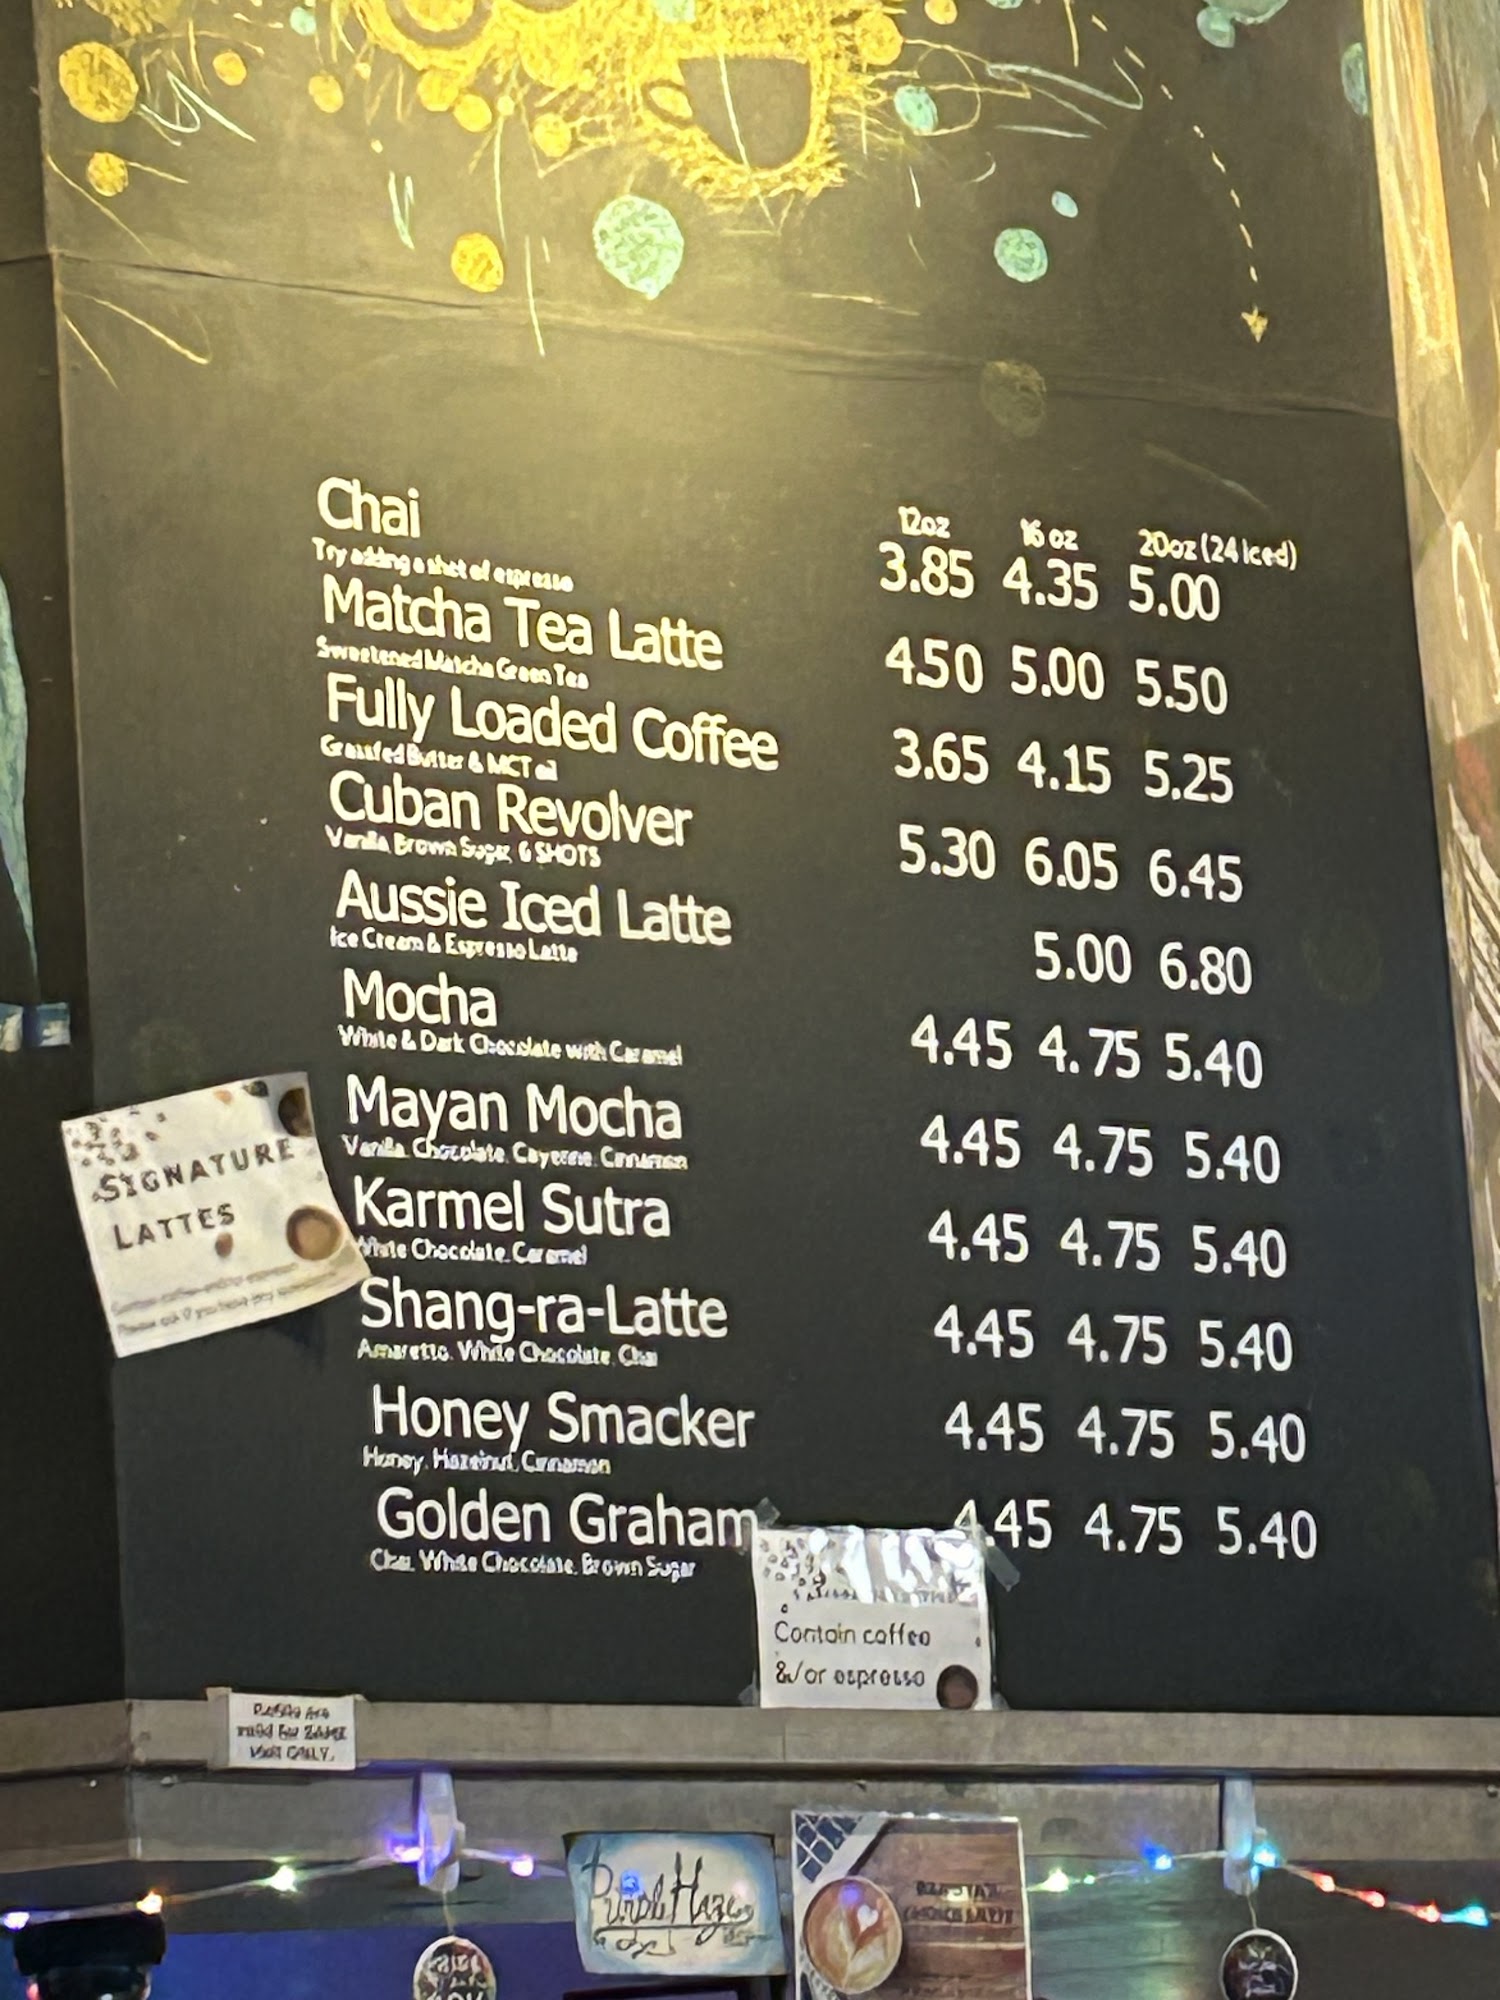 12oz 16 oz 20oz (24 Iced)
Chai 3.85 4.35 5.00
Try adding a shot of espresso
Matcha Tea Latte 4.50 5.00 5.50
Sweetened Matcha Green Tea
Fully Loaded Coffee 3.65 4.15 5.25
Grassfed Butter & MCT oil
Cuban Revolver 5.30 6.05 6.45
Vanilla, Brown Sugar, 6 SHOTS
Aussie Iced Latte 5.00 6.80
Ice Cream & Espresso Latte
Mocha 4.45 4.75 5.40
White & Dark Chocolate with Caramel
Mayan Mocha 4.45 4.75 5.40
Vanilla, Chocolate, Cayenne, Cinnamon
Karmel Sutra 4.45 4.75 5.40
White Chocolate, Caramel
Shang-ra-Latte 4.45 4.75 5.40
Amaretto, White Chocolate, Chai
Honey Smacker 4.45 4.75 5.40
Honey, Hazelnut, Cinnamon
Golden Graham 4.45 4.75 5.40
Chai, White Chocolate, Brown Sugar
SIGNATURE
LATTES
Contain coffee
&/or espresso
Purple Haze